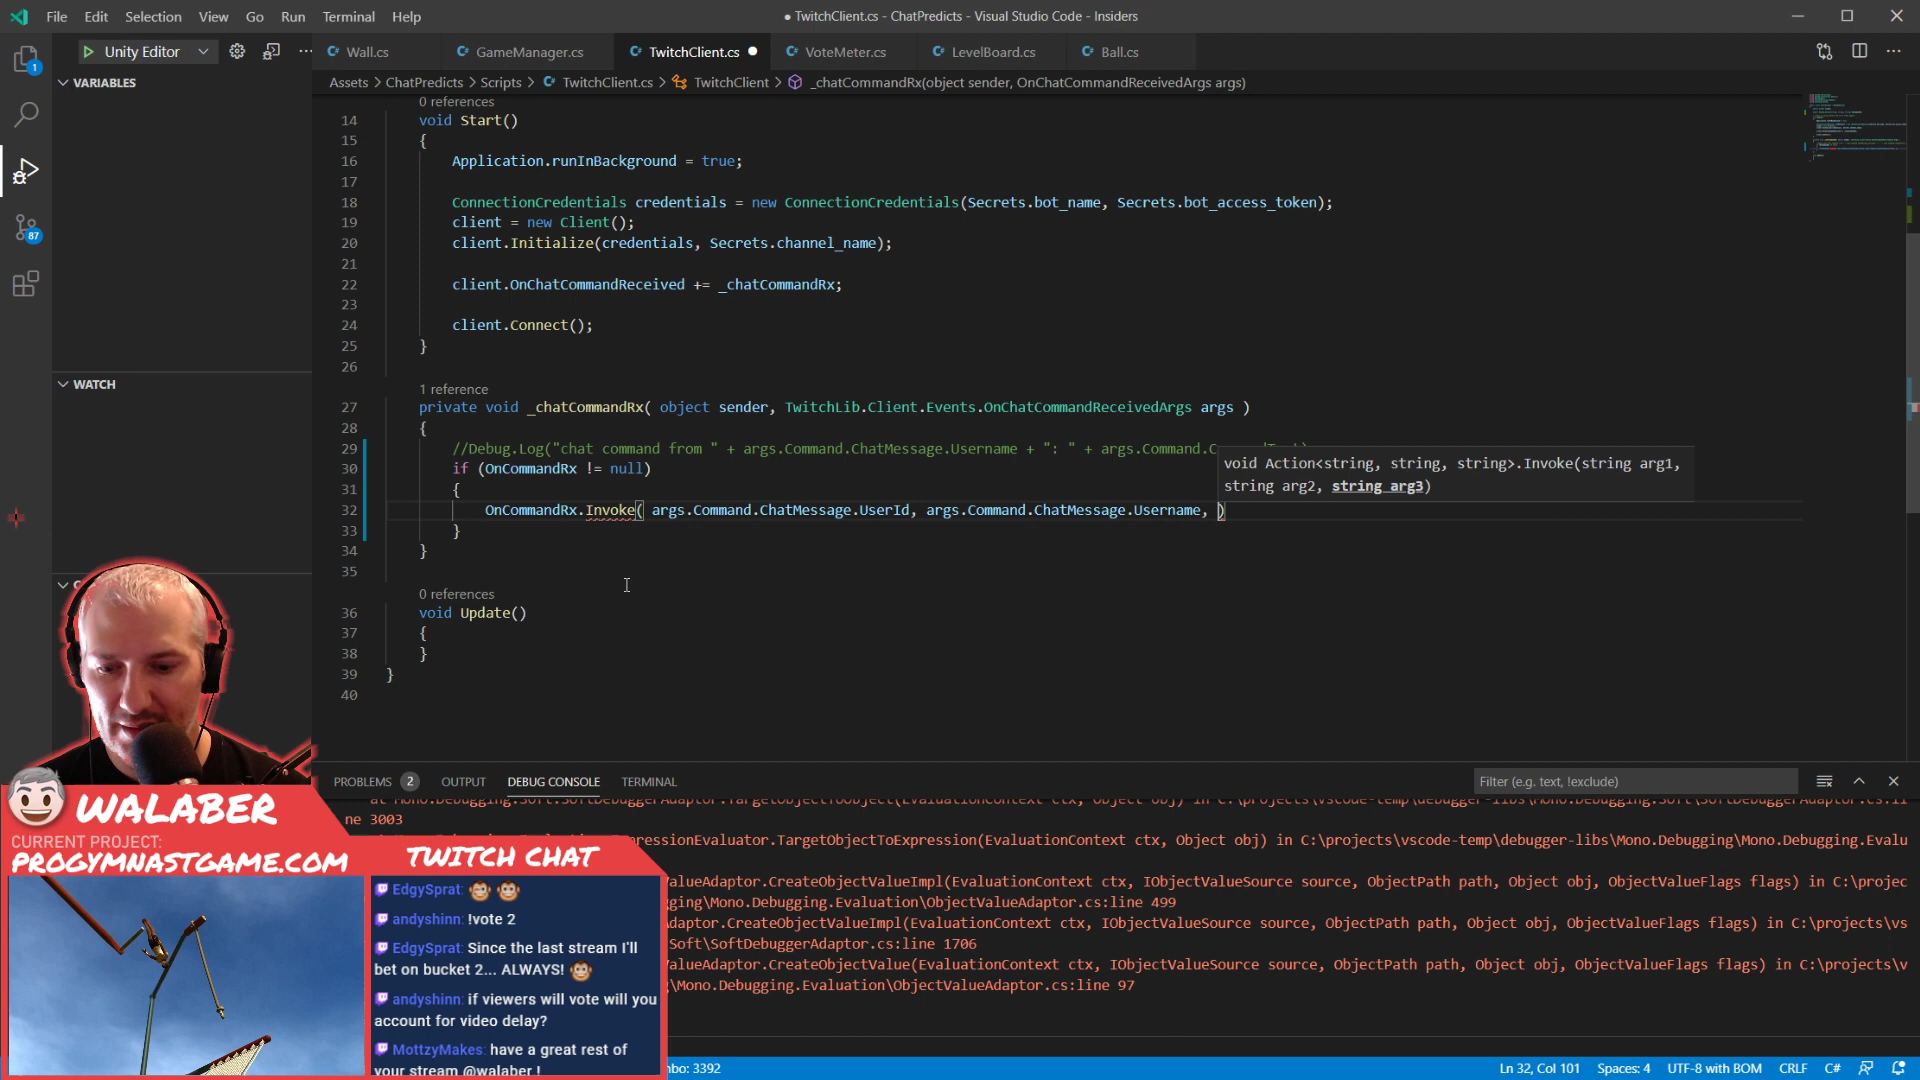 File Edit Selection View Go Run Terminal Help
● TwitchClient.cs - ChatPredicts - Visual Studio Code - Insiders
Unity Editor
Wall.cs GameManager.cs TwitchClient.cs VoteMeter.cs LevelBoard.cs Ball.cs
VARIABLES
Assets > ChatPredicts > Scripts > TwitchClient.cs > TwitchClient > _chatCommandRx(object sender, OnChatCommandReceivedArgs args)
0 references
14 void Start()
15 {
16 Application.runInBackground = true;
17
18 ConnectionCredentials credentials = new ConnectionCredentials(Secrets.bot_name, Secrets.bot_access_token);
19 client = new Client();
20 client.Initialize(credentials, Secrets.channel_name);
21
22 client.OnChatCommandReceived += _chatCommandRx;
23
24 client.Connect();
25 }
26
1 reference
27 private void _chatCommandRx( object sender, TwitchLib.Client.Events.OnChatCommandReceivedArgs args )
28 {
29 //Debug.Log("chat command from " + args.Command.ChatMessage.Username + ": " + args.Command.C
30 if (OnCommandRx != null)
31 {
32 OnCommandRx.Invoke( args.Command.ChatMessage.UserId, args.Command.ChatMessage.Username, )
33 }
34 }
35
0 references
36 void Update()
37 {
38 }
39 }
40
void Action<string, string, string>.Invoke(string arg1,
string arg2, string arg3)
1
87
WATCH
PROBLEMS 2 OUTPUT DEBUG CONSOLE TERMINAL
Filter (e.g. text, !exclude)
ne 3003
ressionEvaluator.TargetObjectToExpression(EvaluationContext ctx, Object obj) in C:\projects\vscode-temp\debugger-libs\Mono.Debugging\Mono.Debugging.Evalu
alueAdaptor.CreateObjectValueImpl(EvaluationContext ctx, IObjectValueSource source, ObjectPath path, Object obj, ObjectValueFlags flags) in C:\projec
ging\Mono.Debugging.Evaluation\ObjectValueAdaptor.cs:line 499
Adaptor.CreateObjectValueImpl(EvaluationContext ctx, IObjectValueSource source, ObjectPath path, Object obj, ObjectValueFlags flags) in C:\projects\vs
Soft\SoftDebuggerAdaptor.cs:line 1706
alueAdaptor.CreateObjectValue(EvaluationContext ctx, IObjectValueSource source, ObjectPath path, Object obj, ObjectValueFlags flags) in C:\projects\v
g\Mono.Debugging.Evaluation\ObjectValueAdaptor.cs:line 97
WALABER
CURRENT PROJECT:
PROGYMNASTGAME.COM
TWITCH CHAT
EdgySprat:
andyshinn: !vote 2
EdgySprat: Since the last stream I'll
bet on bucket 2... ALWAYS!
andyshinn: if viewers will vote will you
account for video delay?
MottzyMakes: have a great rest of
your stream @walaber !
mbo: 3392
Ln 32, Col 101 Spaces: 4 UTF-8 with BOM CRLF C#